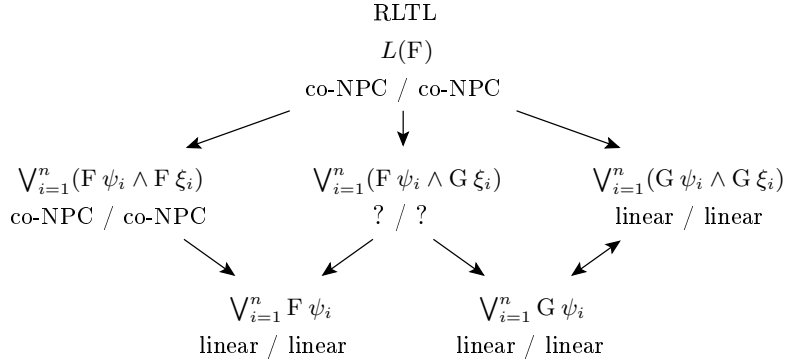 RLTL
L(F)
co-NPC / co-NPC
⋁ⁿᵢ₌₁(F ψᵢ ∧ F ξᵢ)
co-NPC / co-NPC
⋁ⁿᵢ₌₁(F ψᵢ ∧ G ξᵢ)
? / ?
⋁ⁿᵢ₌₁(G ψᵢ ∧ G ξᵢ)
linear / linear
⋁ⁿᵢ₌₁ F ψᵢ
linear / linear
⋁ⁿᵢ₌₁ G ψᵢ
linear / linear